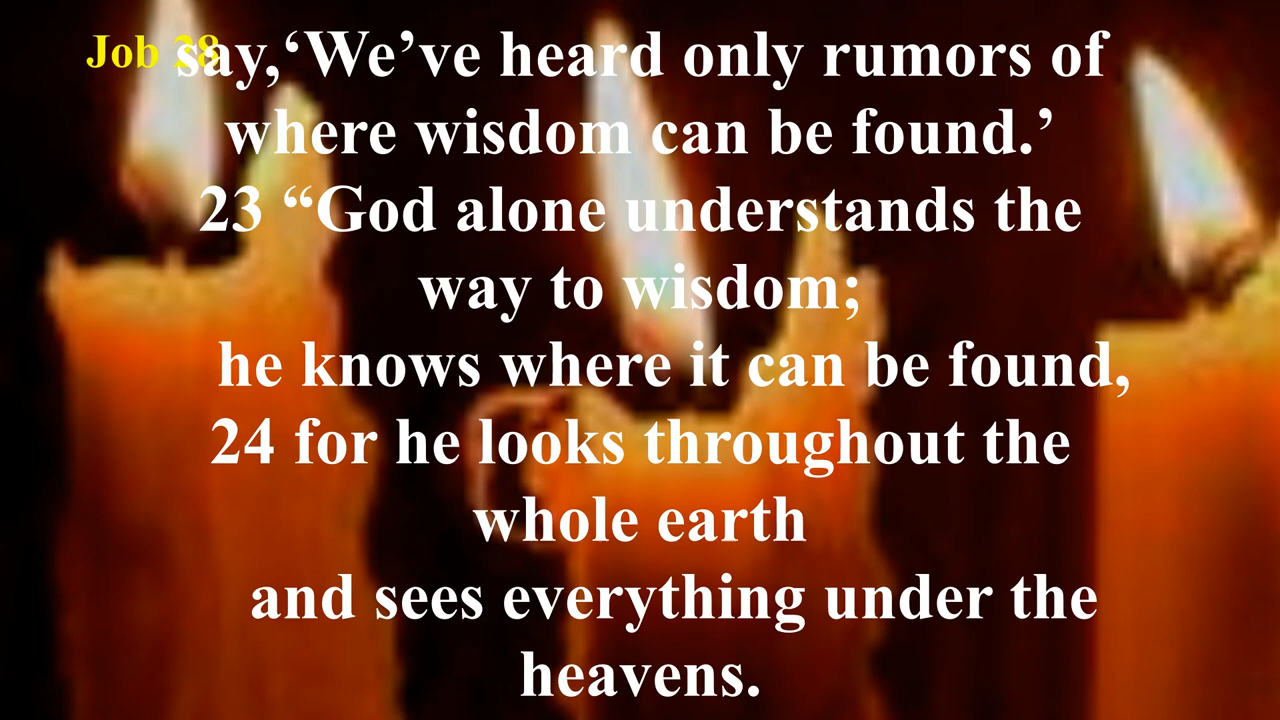 Job 28
say,‘We’ve heard only rumors of
where wisdom can be found.’
23 “God alone understands the
way to wisdom;
he knows where it can be found,
24 for he looks throughout the
whole earth
and sees everything under the
heavens.